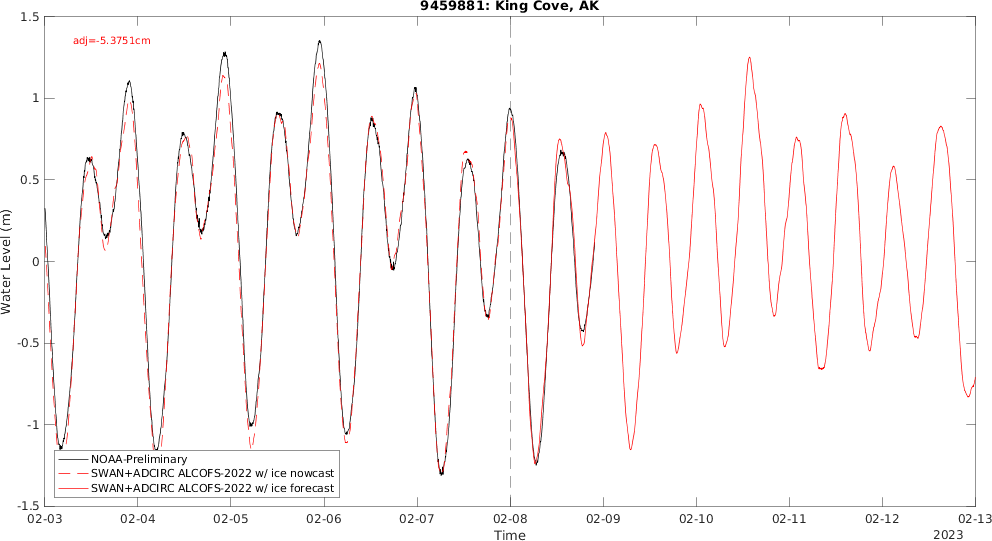 9459881: King Cove, AK
adj=-5.3751cm
Water Level (m)
1.5
1
0.5
0
-0.5
-1
-1.5
NOAA-Preliminary
SWAN+ADCIRC ALCOFS-2022 w/ ice nowcast
SWAN+ADCIRC ALCOFS-2022 w/ ice forecast
02-03 02-04 02-05 02-06 02-07 02-08 02-09 02-10 02-11 02-12 02-13
Time
2023